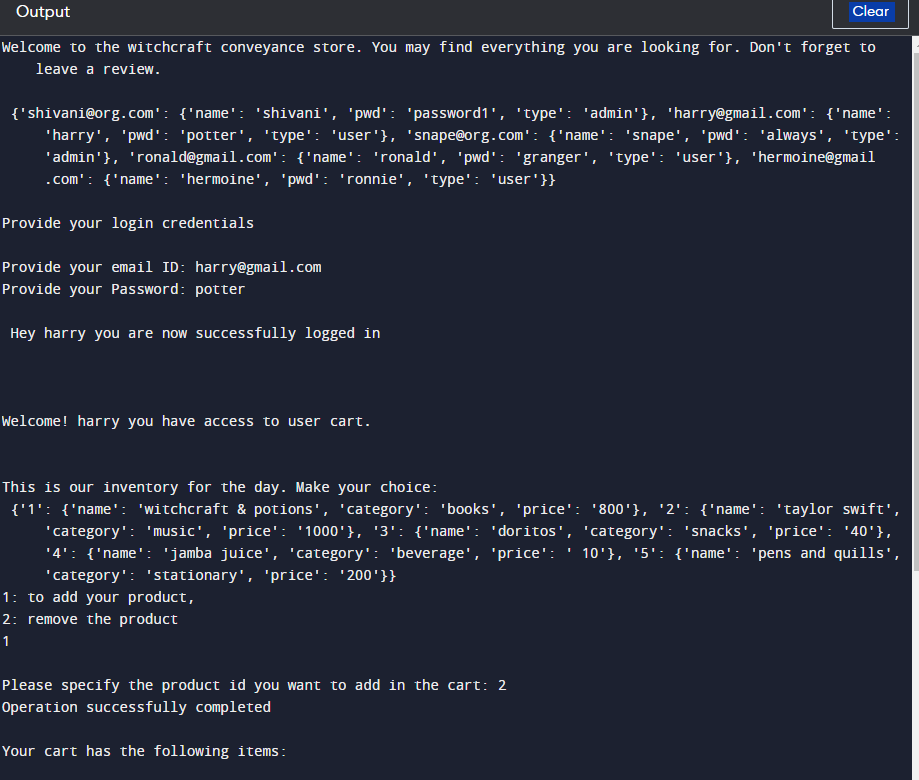 Output
Clear
Welcome to the witchcraft conveyance store. You may find everything you are looking for. Don't forget to
leave a review.
{'shivani@org.com': {'name': 'shivani', 'pwd': 'password1', 'type': 'admin'}, 'harry@gmail.com': {'name':
'harry', 'pwd': 'potter', 'type': 'user'}, 'snape@org.com': {'name': 'snape', 'pwd': 'always', 'type':
'admin'}, 'ronald@gmail.com': {'name': 'ronald', 'pwd': 'granger', 'type': 'user'}, 'hermoine@gmail
.com': {'name': 'hermoine', 'pwd': 'ronnie', 'type': 'user'}}
Provide your login credentials
Provide your email ID: harry@gmail.com
Provide your Password: potter
Hey harry you are now successfully logged in
Welcome! harry you have access to user cart.
This is our inventory for the day. Make your choice:
{'1': {'name': 'witchcraft & potions', 'category': 'books', 'price': '800'}, '2': {'name': 'taylor swift',
'category': 'music', 'price': '1000'}, '3': {'name': 'doritos', 'category': 'snacks', 'price': '40'},
'4': {'name': 'jamba juice', 'category': 'beverage', 'price': ' 10'}, '5': {'name': 'pens and quills',
'category': 'stationary', 'price': '200'}}
1: to add your product,
2: remove the product
1
Please specify the product id you want to add in the cart: 2
Operation successfully completed
Your cart has the following items: